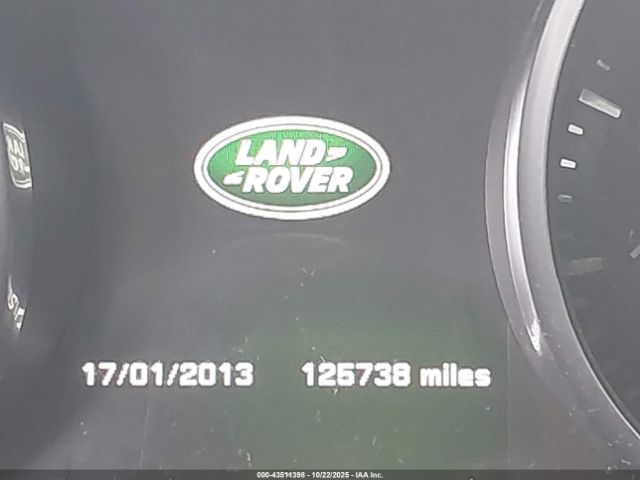 LAND
ROVER
17/01/2013 125738 miles
000-43514398 - 10/22/2025 - IAA Inc.